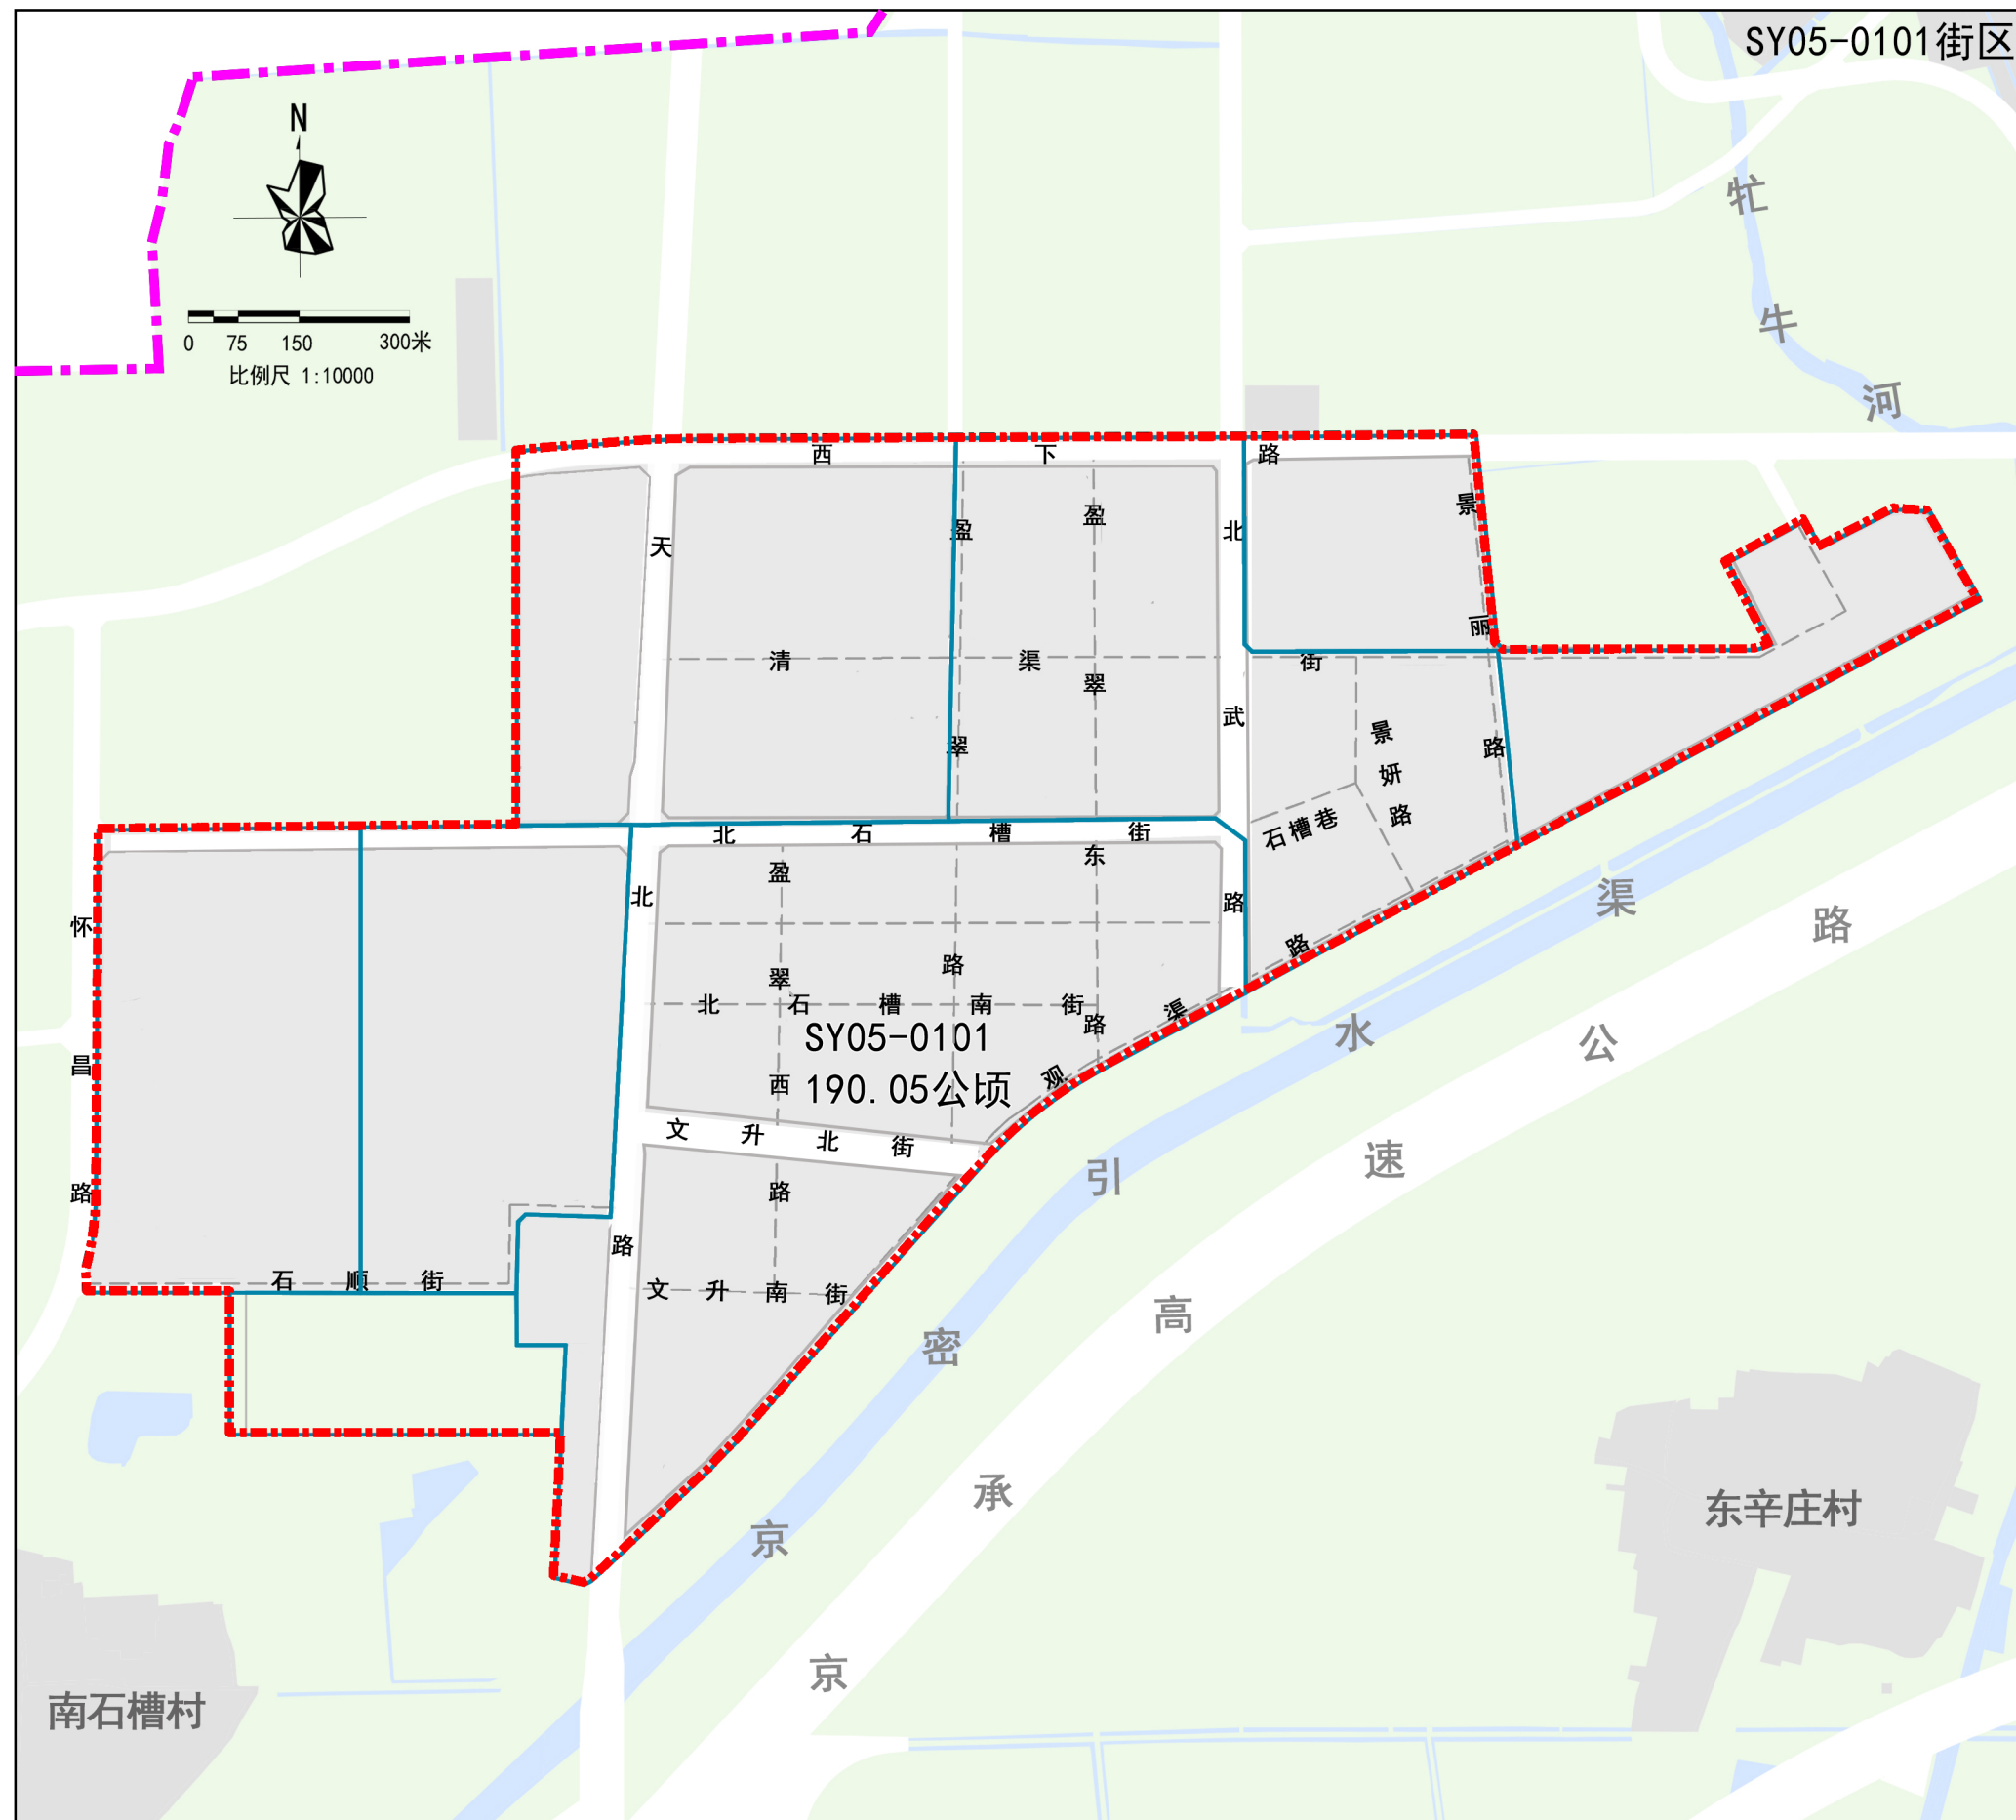 SY05-0101街区
N
0 75 150 300米
比例尺 1:10000
牤牛河
西下路
天北路
盈翠路
盈翠东路
北武路
景丽路
清渠街
景妍路
石槽巷
北石槽街
怀昌路
盈翠西路
北石槽南街
观渠路
SY05-0101
190.05公顷
文升北街
石顺街
文升南街
京密引水渠
京承高速公路
东辛庄村
南石槽村